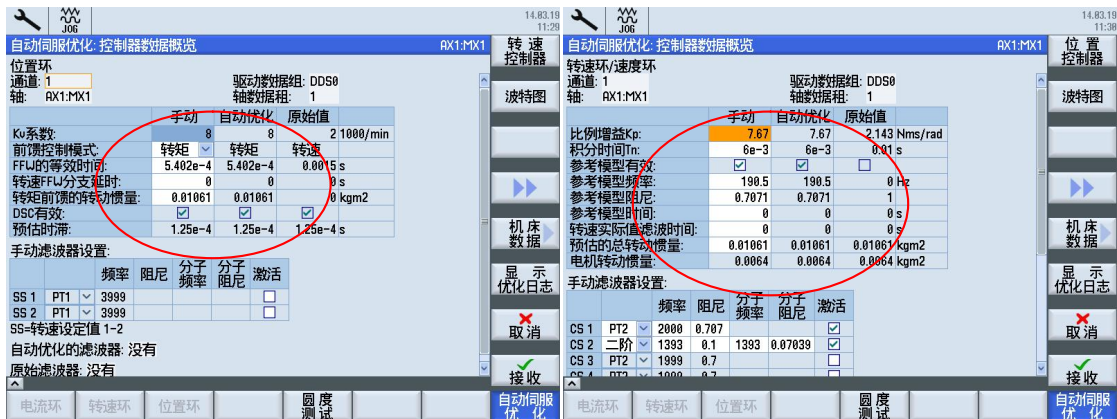 JOG
14.03.19
11:29
自动伺服优化: 控制器数据概览 AX1:MX1
位置环
通道: 1 驱动数据组: DDS0
轴: AX1:MX1 轴数据租: 1
手动 自动优化 原始值
Kv系数: 8 8 2 1000/min
前馈控制模式: 转矩 转矩 转速
FFW的等效时间: 5.402e-4 5.402e-4 0.0015 s
转速FFW分支延时: 0 0 0 s
转矩前馈的转动惯量: 0.01061 0.01061 0 kgm2
DSC有效:
预估时滞: 1.25e-4 1.25e-4 1.25e-4 s
手动滤波器设置:
频率 阻尼 分子频率 分子阻尼 激活
SS 1 PT1 3999
SS 2 PT1 3999
SS=转速设定值 1-2
自动优化的滤波器: 没有
原始滤波器: 没有
转速控制器
波特图
机床数据
显示优化日志
取消
接收
电流环 转速环 位置环 圆度测试 自动伺服优化
JOG
14.03.19
11:30
自动伺服优化: 控制器数据概览 AX1:MX1
转速环/速度环
通道: 1 驱动数据组: DDS0
轴: AX1:MX1 轴数据租: 1
手动 自动优化 原始值
比例增益Kp: 7.67 7.67 2.143 Nms/rad
积分时间Tn: 6e-3 6e-3 0.01 s
参考模型有效:
参考模型频率: 190.5 190.5 0 Hz
参考模型阻尼: 0.7071 0.7071 1
参考模型时间: 0 0 0 s
转速实际值滤波时间: 0 0 0 s
预估的总转动惯量: 0.01061 0.01061 0.01061 kgm2
电机转动惯量: 0.0064 0.0064 0.0064 kgm2
手动滤波器设置:
频率 阻尼 分子频率 分子阻尼 激活
CS 1 PT2 2000 0.707
CS 2 二阶 1393 0.1 1393 0.07039
CS 3 PT2 1999 0.7
CS 4 PT2 1999 0.7
位置控制器
波特图
机床数据
显示优化日志
取消
接收
电流环 转速环 位置环 圆度测试 自动伺服优化